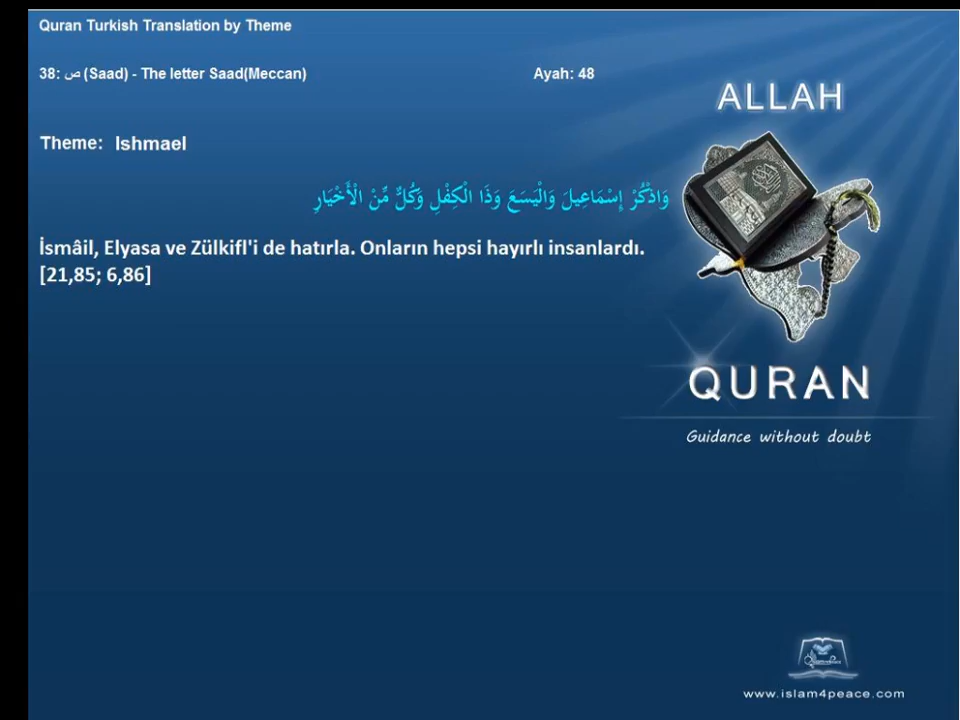 Quran Turkish Translation by Theme
38: ص (Saad) - The letter Saad(Meccan)
Ayah: 48
Theme: Ishmael
وَاذْكُرْ إِسْمَاعِيلَ وَالْيَسَعَ وَذَا الْكِفْلِ وَكُلٌّ مِّنْ الْأَخْيَارِ
İsmâil, Elyasa ve Zülkifl'i de hatırla. Onların hepsi hayırlı insanlardı.
[21,85; 6,86]
ALLAH
QURAN
Guidance without doubt
www.islam4peace.com